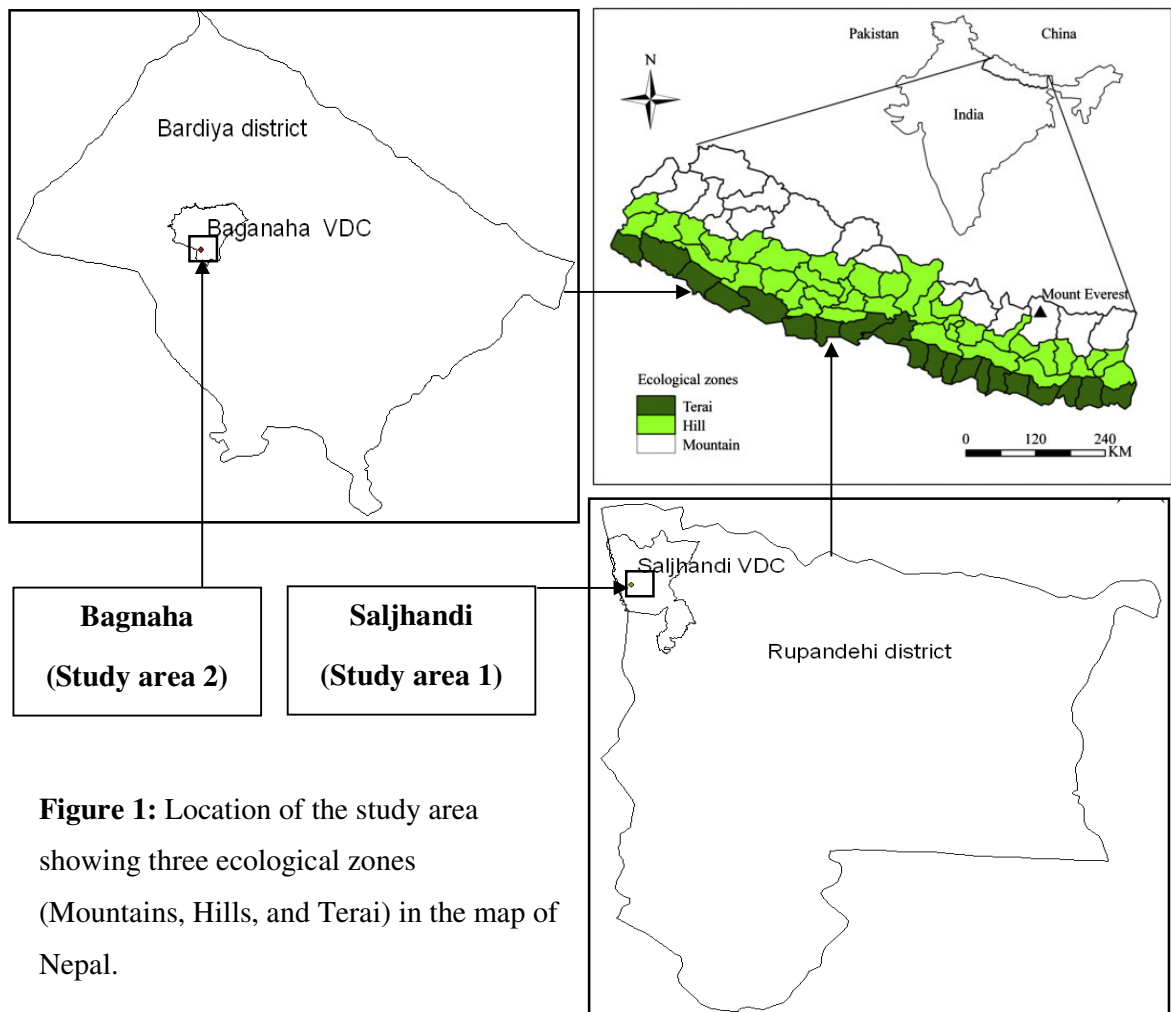 Bardiya district
Baganaha VDC
Pakistan
China
N
India
Mount Everest
Ecological zones
Terai
Hill
Mountain
0 120 240
KM
Bagnaha
(Study area 2)
Saljhandi
(Study area 1)
Saljhandi VDC
Rupandehi district
Figure 1: Location of the study area
showing three ecological zones
(Mountains, Hills, and Terai) in the map of
Nepal.